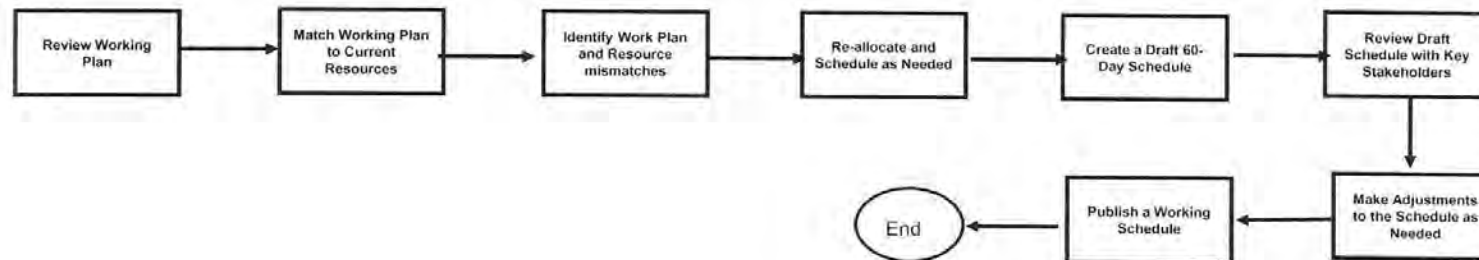 Review Working
Plan
Match Working Plan
to Current
Resources
Identify Work Plan
and Resource
mismatches
Re-allocate and
Schedule as Needed
Create a Draft 60-
Day Schedule
Review Draft
Schedule with Key
Stakeholders
Make Adjustments
to the Schedule as
Needed
Publish a Working
Schedule
End